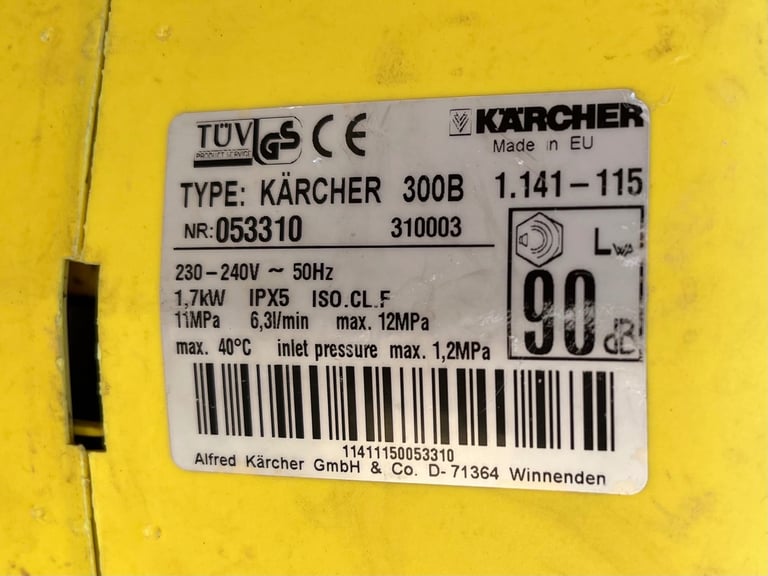 TÜV GS CE
PRODUCT SERVICE
KÄRCHER
Made in EU
TYPE: KÄRCHER 300B 1.141-115
NR:053310 310003
230-240V ~ 50Hz
1,7kW IPX5 ISO.CL.F
11MPa 6,3l/min max. 12MPa
max. 40°C inlet pressure max. 1,2MPa
LWA
90 dB
11411150053310
Alfred Kärcher GmbH & Co. D-71364 Winnenden